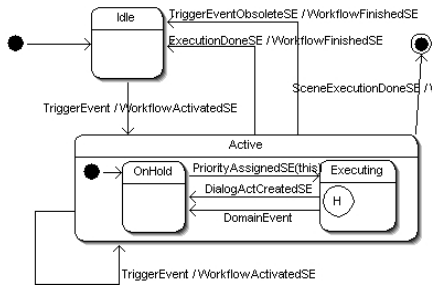 Idle
TriggerEventObsoleteSE / WorkflowFinishedSE
ExecutionDoneSE / WorkflowFinishedSE
SceneExecutionDoneSE /
TriggerEvent / WorkflowActivatedSE
Active
OnHold
PriorityAssignedSE(this)
Executing
DialogActCreatedSE
H
DomainEvent
TriggerEvent / WorkflowActivatedSE